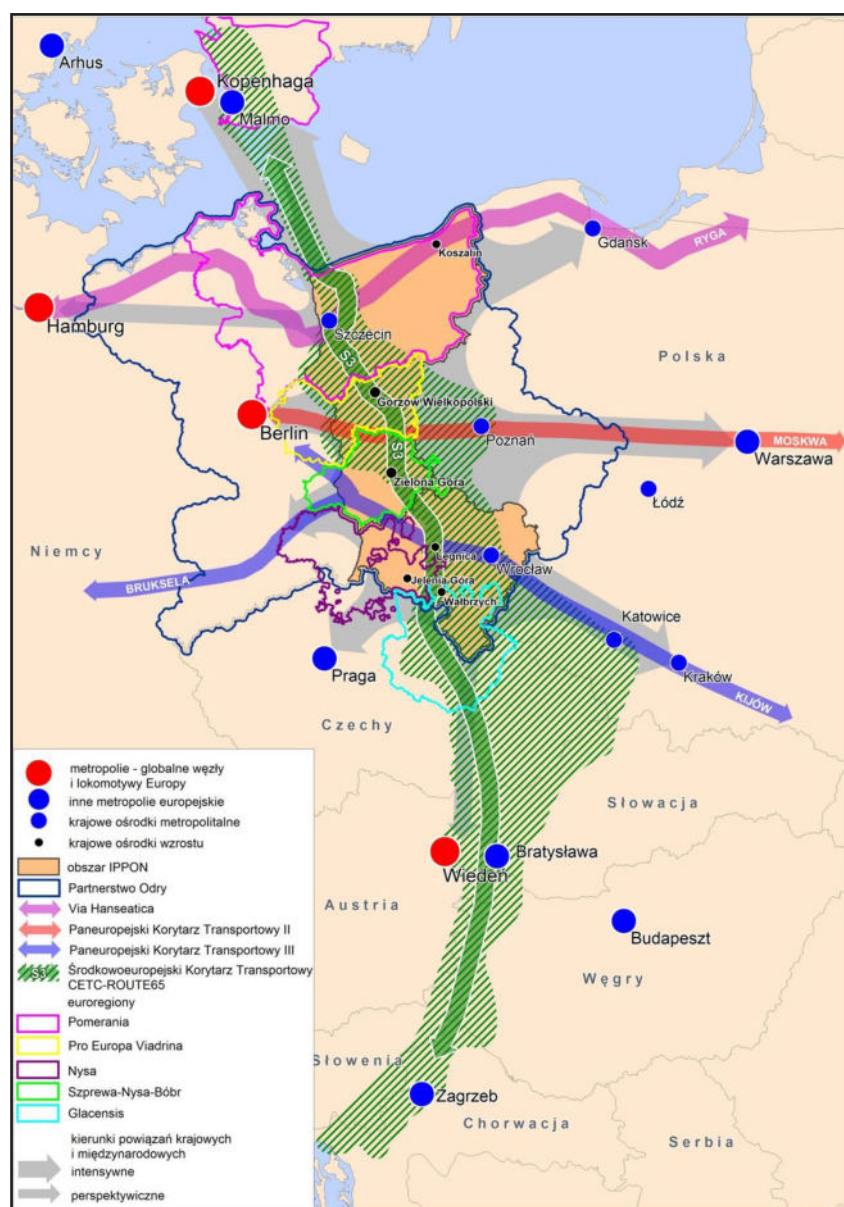 Arhus
Kopenhaga
Malmo
Koszalin
Gdańsk
RYGA
Hamburg
Szczecin
S3
Polska
Gorzów Wielkopolski
Berlin
Poznań
MOSKWA
Warszawa
S3
Zielona Góra
Łódź
Niemcy
Legnica
Wrocław
BRUKSELA
Jelenia Góra
Wałbrzych
Katowice
Praga
Kraków
KIJÓW
Czechy
Słowacja
Wiedeń
Bratysława
Austria
Budapeszt
Węgry
Słowenia
Zagrzeb
Chorwacja
Serbia
metropolie - globalne węzły
i lokomotywy Europy
inne metropolie europejskie
krajowe ośrodki metropolitalne
krajowe ośrodki wzrostu
obszar IPPON
Partnerstwo Odry
Via Hanseatica
Paneuropejski Korytarz Transportowy II
Paneuropejski Korytarz Transportowy III
S3
Środkowoeuropejski Korytarz Transportowy
CETC-ROUTE65
euroregiony
Pomerania
Pro Europa Viadrina
Nysa
Szprewa-Nysa-Bóbr
Glacensis
kierunki powiązań krajowych
i międzynarodowych
intensywne
perspektywiczne